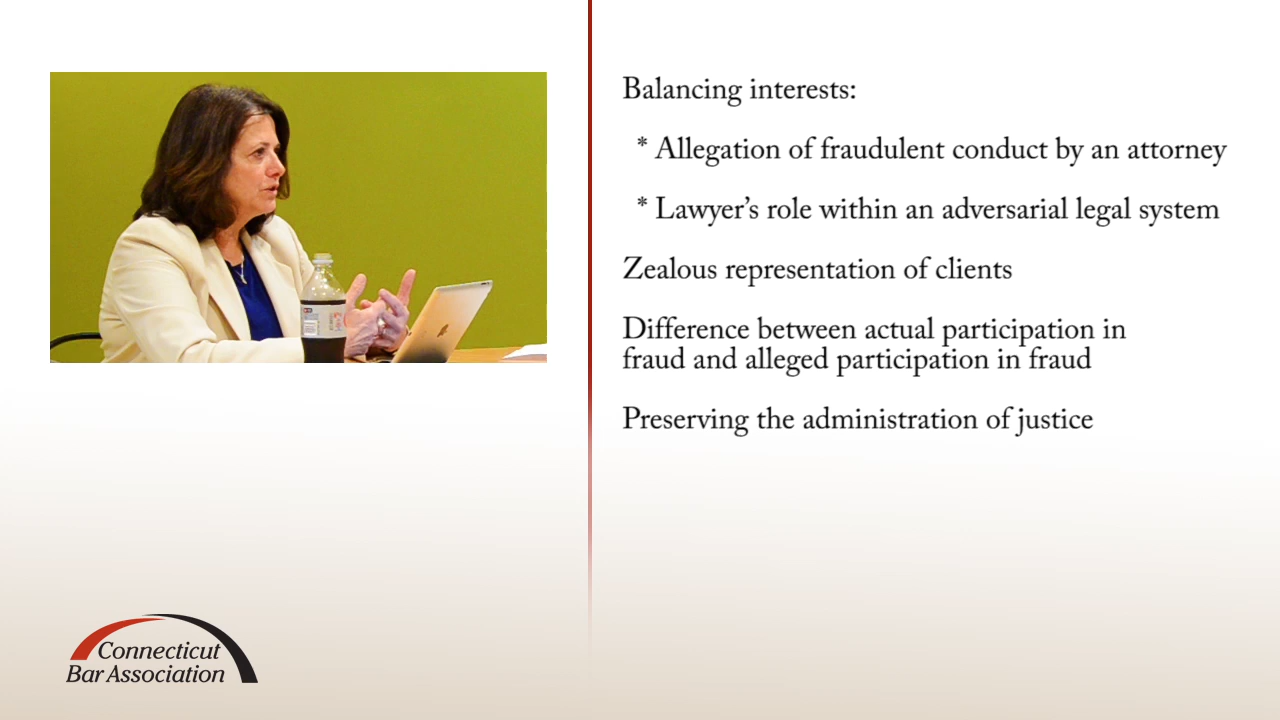 Balancing interests:
* Allegation of fraudulent conduct by an attorney
* Lawyer’s role within an adversarial legal system
Zealous representation of clients
Difference between actual participation in
fraud and alleged participation in fraud
Preserving the administration of justice
Connecticut
Bar Association